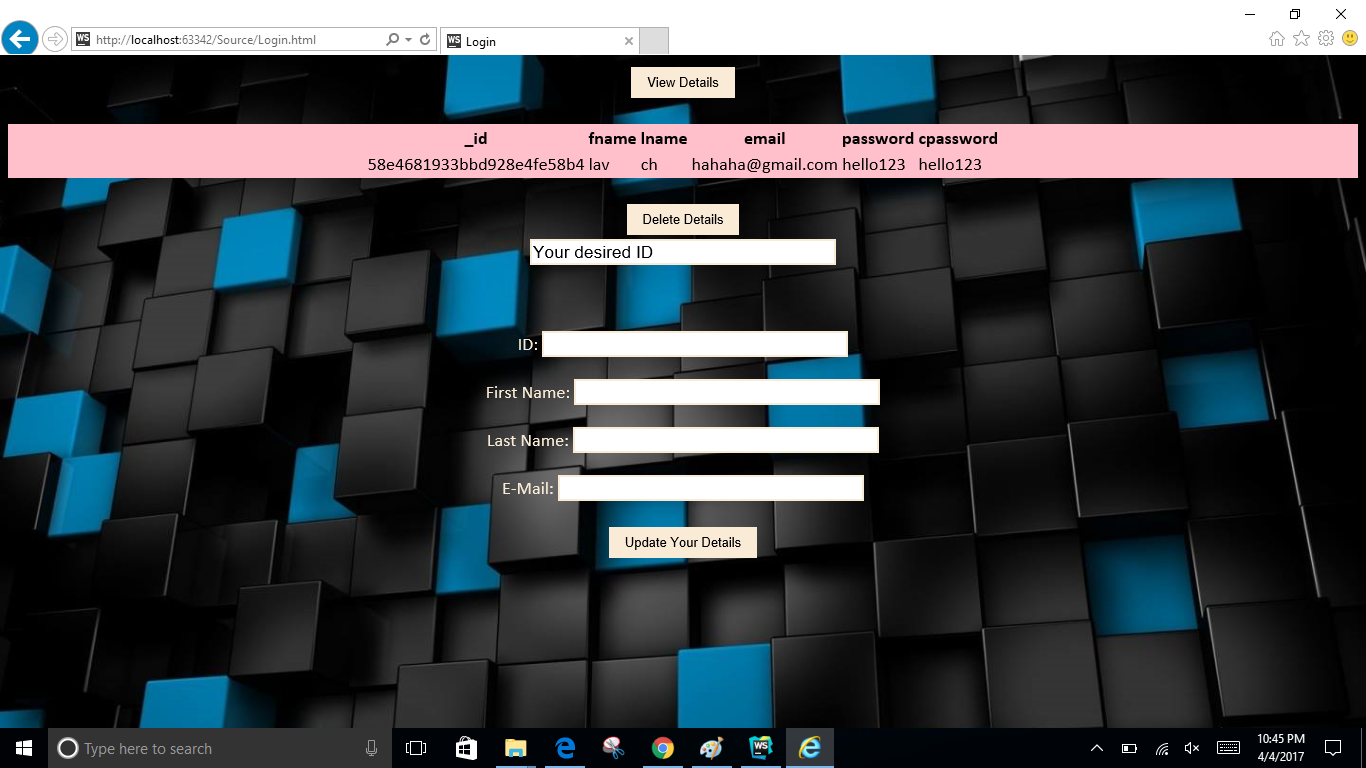 http://localhost:63342/Source/Login.html
WS Login
View Details
_id fname lname email password cpassword
58e4681933bbd928e4fe58b4 lav ch hahaha@gmail.com hello123 hello123
Delete Details
Your desired ID
ID:
First Name:
Last Name:
E-Mail:
Update Your Details
Type here to search
WS
10:45 PM
4/4/2017